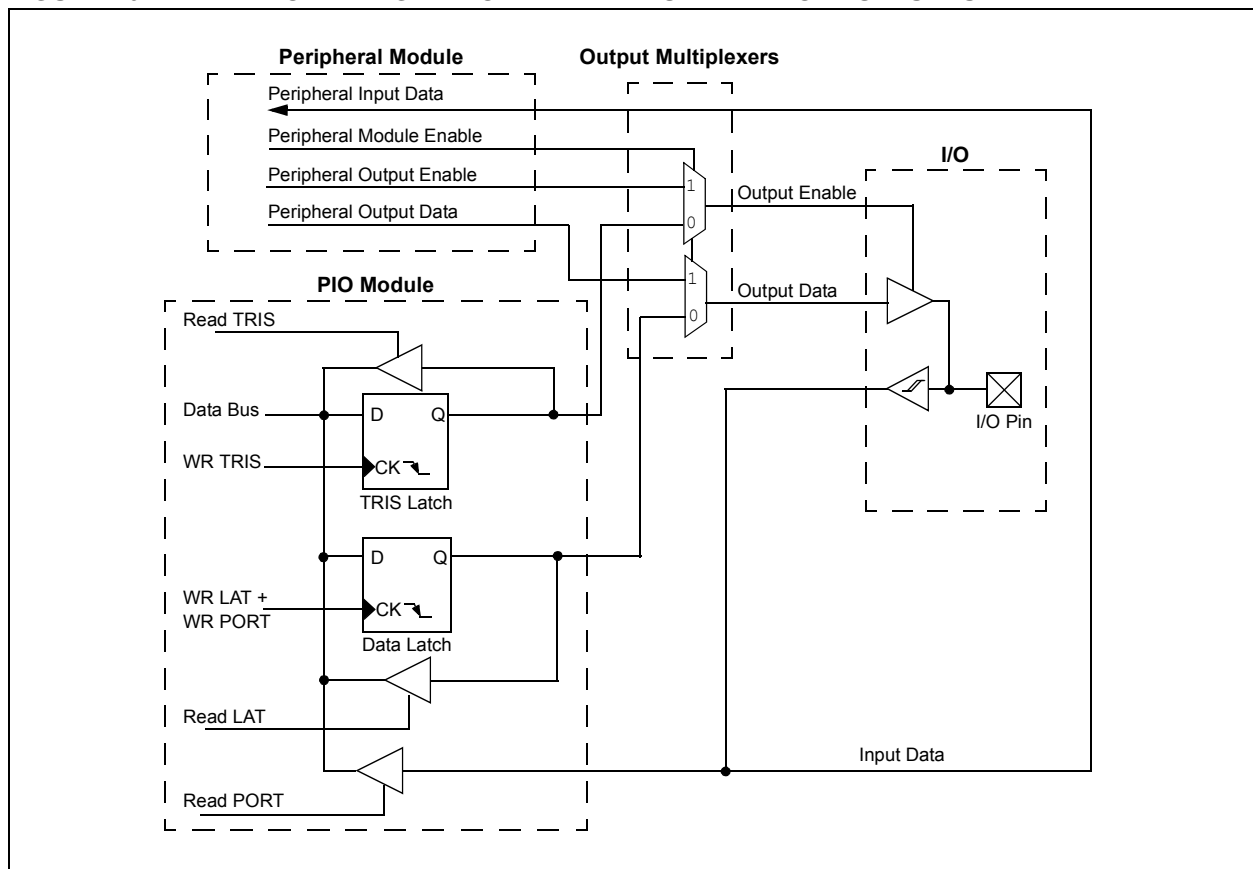 Peripheral Module
Output Multiplexers
Peripheral Input Data
Peripheral Module Enable
Peripheral Output Enable
Peripheral Output Data
1
0
1
0
Output Enable
Output Data
I/O
I/O Pin
PIO Module
Read TRIS
Data Bus
D Q
WR TRIS
CK
TRIS Latch
D Q
WR LAT +
WR PORT
CK
Data Latch
Read LAT
Input Data
Read PORT